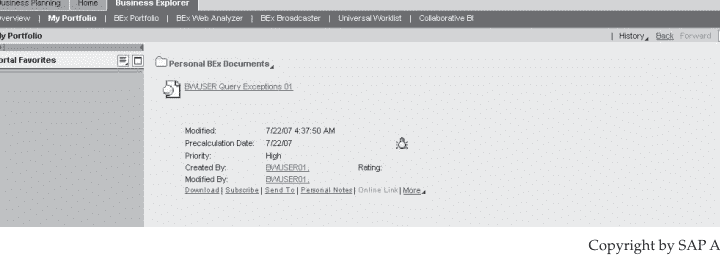 Business Planning Home Business Explorer
Overview | My Portfolio | BEx Portfolio | BEx Web Analyzer | BEx Broadcaster | Universal Worklist | Collaborative BI
My Portfolio | History Back Forward
ortal Favorites
Personal BEx Documents
BWUSER Query Exceptions 01
Modified: 7/22/07 4:37:50 AM
Precalculation Date: 7/22/07
Priority: High
Created By: BWUSER01, Rating:
Modified By: BWUSER01,
Download | Subscribe | Send To | Personal Notes | Online Link | More
Copyright by SAP A